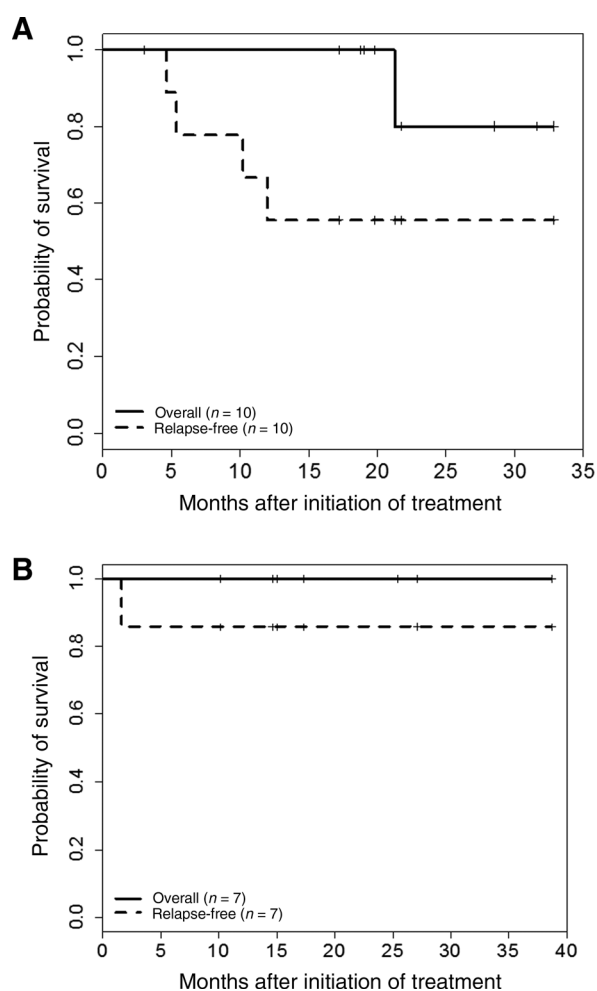 A
1.0
0.8
0.6
0.4
0.2
0.0
Probability of survival
Overall (n = 10)
Relapse-free (n = 10)
0 5 10 15 20 25 30 35
Months after initiation of treatment
B
1.0
0.8
0.6
0.4
0.2
0.0
Probability of survival
Overall (n = 7)
Relapse-free (n = 7)
0 5 10 15 20 25 30 35 40
Months after initiation of treatment